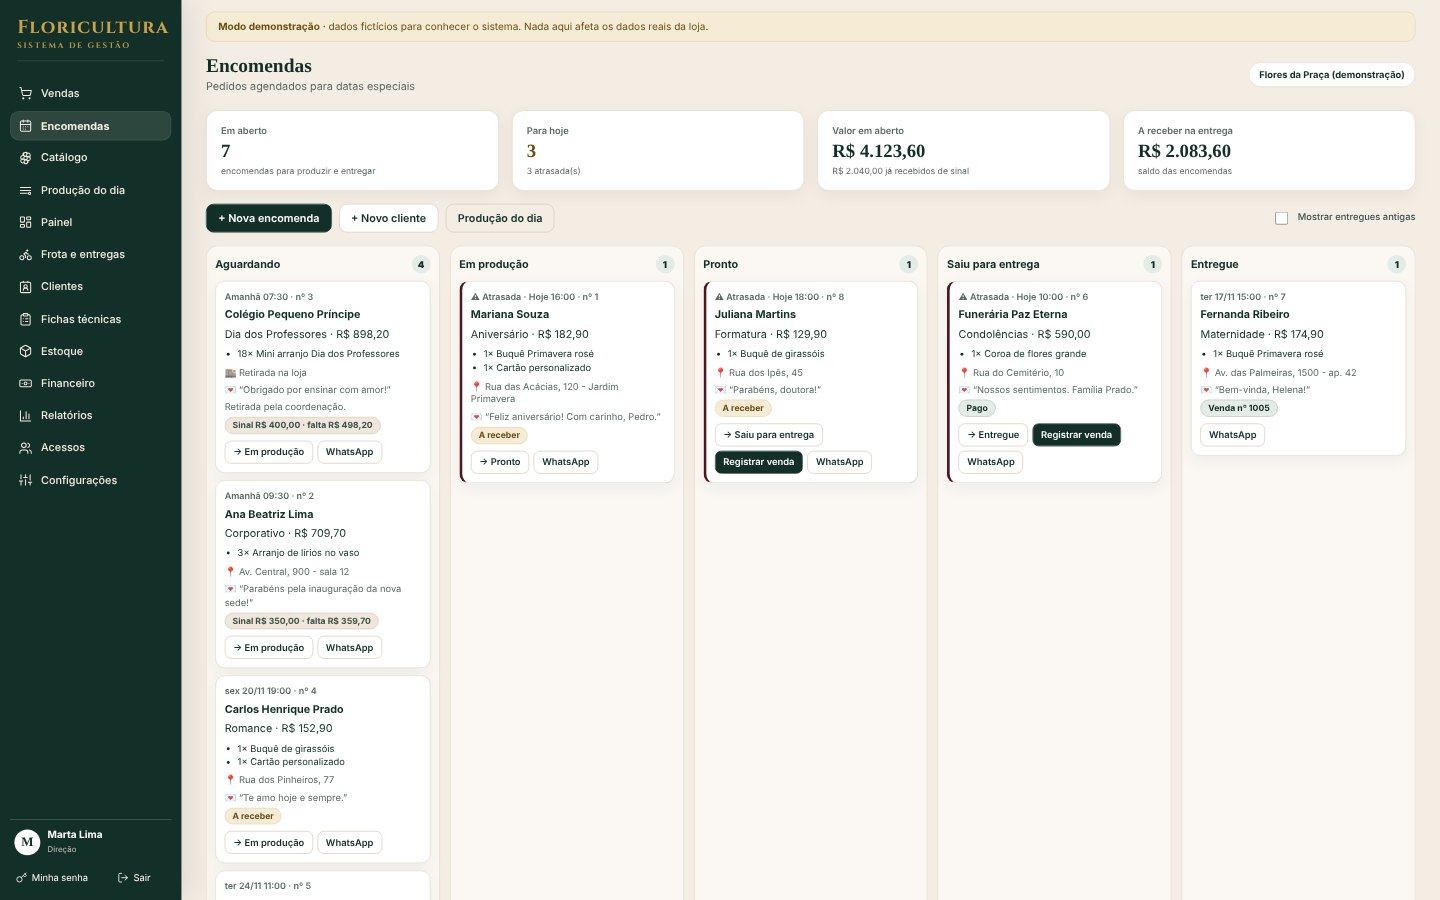 FLORICULTURA
SISTEMA DE GESTÃO
Vendas
Encomendas
Catálogo
Produção do dia
Painel
Frota e entregas
Clientes
Fichas técnicas
Estoque
Financeiro
Relatórios
Acessos
Configurações
M
Marta Lima
Direção
Minha senha
Sair
Modo demonstração · dados fictícios para conhecer o sistema. Nada aqui afeta os dados reais da loja.
Encomendas
Pedidos agendados para datas especiais
Flores da Praça (demonstração)
Em aberto
7
encomendas para produzir e entregar
Para hoje
3
3 atrasada(s)
Valor em aberto
R$ 4.123,60
R$ 2.040,00 já recebidos de sinal
A receber na entrega
R$ 2.083,60
saldo das encomendas
+ Nova encomenda
+ Novo cliente
Produção do dia
Mostrar entregues antigas
Aguardando
4
Amanhã 07:30 · nº 3
Colégio Pequeno Príncipe
Dia dos Professores · R$ 898,20
• 18× Mini arranjo Dia dos Professores
🏬 Retirada na loja
💌 “Obrigado por ensinar com amor!”
Retirada pela coordenação.
Sinal R$ 400,00 · falta R$ 498,20
→ Em produção
WhatsApp
Amanhã 09:30 · nº 2
Ana Beatriz Lima
Corporativo · R$ 709,70
• 3× Arranjo de lírios no vaso
📍 Av. Central, 900 - sala 12
💌 “Parabéns pela inauguração da nova
sede!”
Sinal R$ 350,00 · falta R$ 359,70
→ Em produção
WhatsApp
sex 20/11 19:00 · nº 4
Carlos Henrique Prado
Romance · R$ 152,90
• 1× Buquê de girassóis
• 1× Cartão personalizado
📍 Rua dos Pinheiros, 77
💌 “Te amo hoje e sempre.”
A receber
→ Em produção
WhatsApp
ter 24/11 11:00 · nº 5
Em produção
1
⚠ Atrasada · Hoje 16:00 · nº 1
Mariana Souza
Aniversário · R$ 182,90
• 1× Buquê Primavera rosé
• 1× Cartão personalizado
📍 Rua das Acácias, 120 - Jardim
Primavera
💌 “Feliz aniversário! Com carinho, Pedro.”
A receber
→ Pronto
WhatsApp
Pronto
1
⚠ Atrasada · Hoje 18:00 · nº 8
Juliana Martins
Formatura · R$ 129,90
• 1× Buquê de girassóis
📍 Rua dos Ipês, 45
💌 “Parabéns, doutora!”
A receber
→ Saiu para entrega
Registrar venda
WhatsApp
Saiu para entrega
1
⚠ Atrasada · Hoje 10:00 · nº 6
Funerária Paz Eterna
Condolências · R$ 590,00
• 1× Coroa de flores grande
📍 Rua do Cemitério, 10
💌 “Nossos sentimentos. Família Prado.”
Pago
→ Entregue
Registrar venda
WhatsApp
Entregue
1
ter 17/11 15:00 · nº 7
Fernanda Ribeiro
Maternidade · R$ 174,90
• 1× Buquê Primavera rosé
📍 Av. das Palmeiras, 1500 - ap. 42
💌 “Bem-vinda, Helena!”
Venda nº 1005
WhatsApp